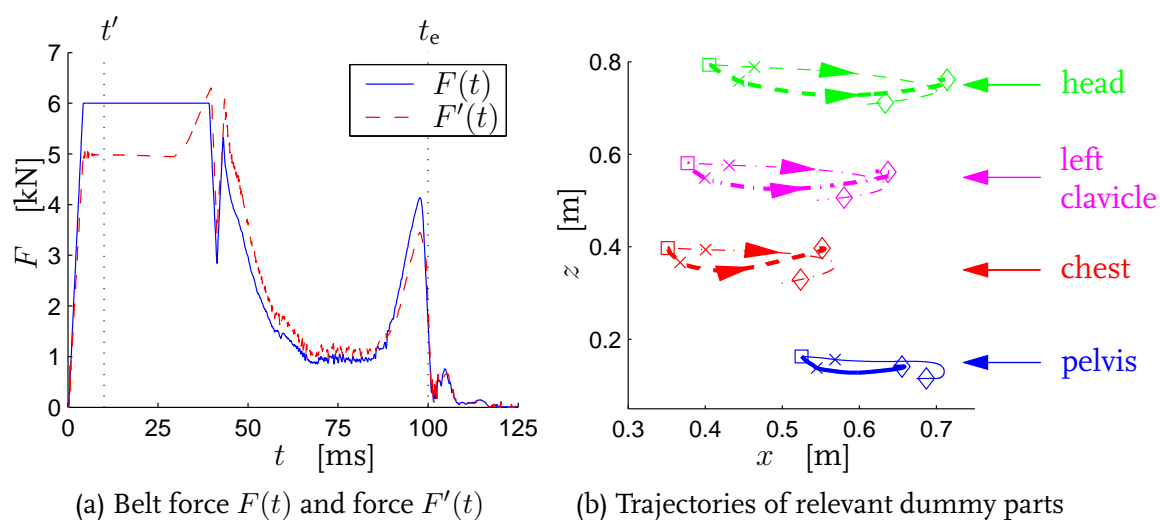 t′ t_e
7
6
5
4
3
2
1
0
F [kN]
F(t)
F′(t)
0 25 50 75 100 125
t [ms]
(a) Belt force F(t) and force F′(t)
0.8
0.6
0.4
0.2
z [m]
0.3 0.4 0.5 0.6 0.7
x [m]
head
left
clavicle
chest
pelvis
(b) Trajectories of relevant dummy parts